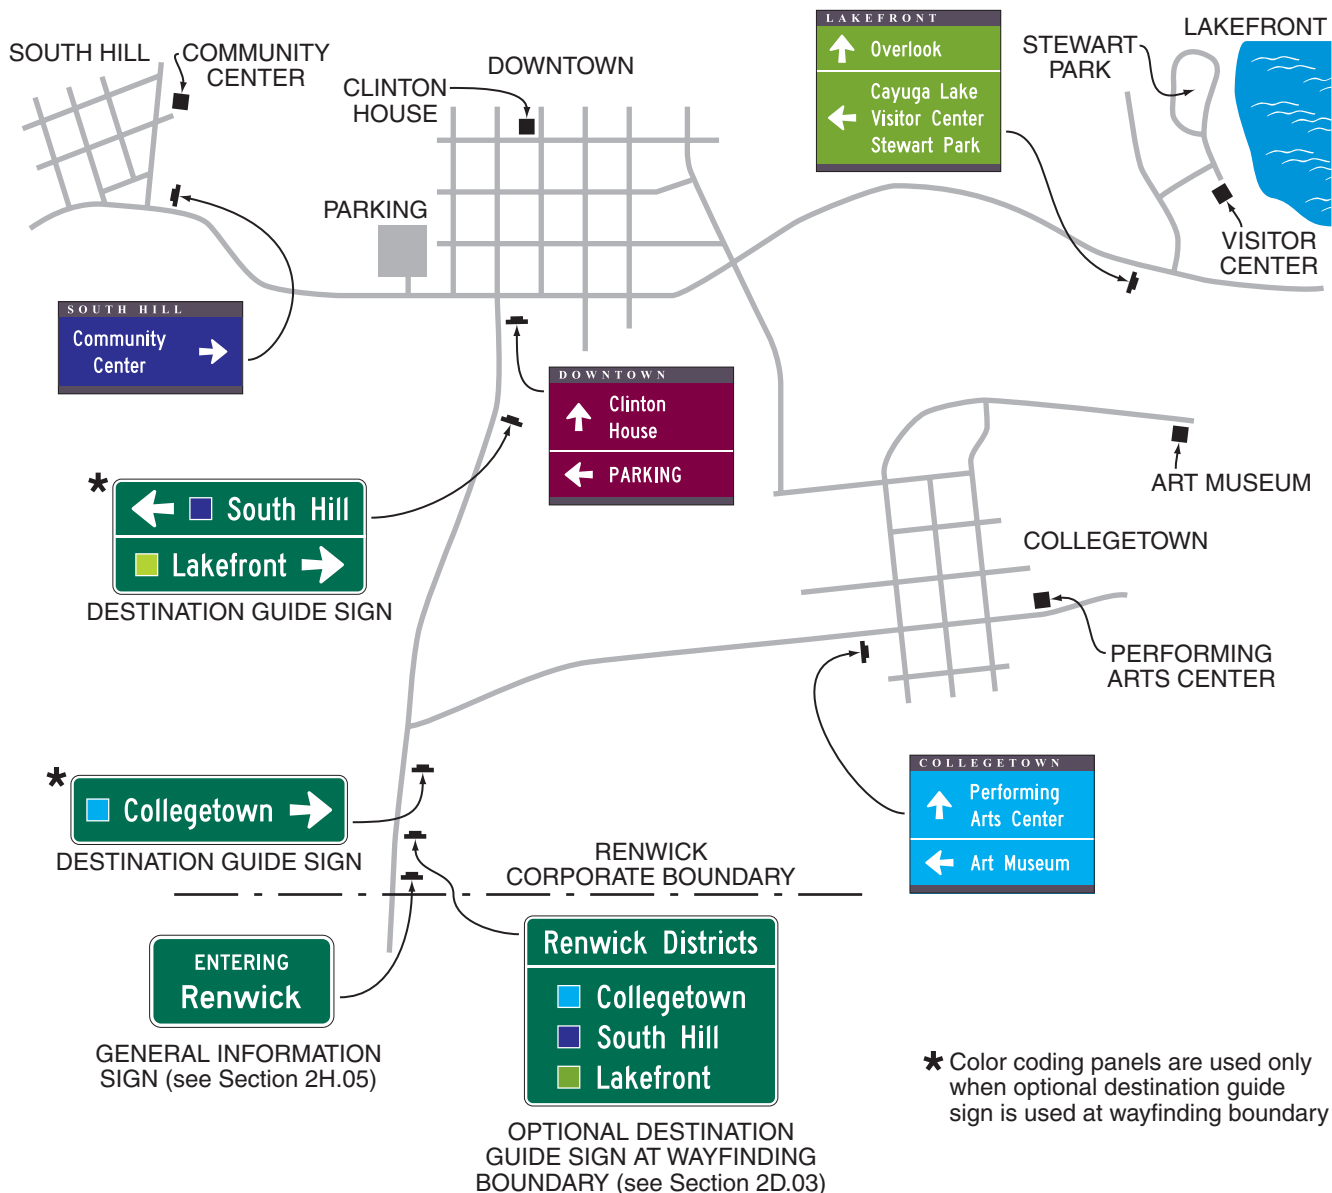 SOUTH HILL
COMMUNITY
CENTER
CLINTON
HOUSE
DOWNTOWN
LAKEFRONT
Overlook
Cayuga Lake
Visitor Center
Stewart Park
STEWART
PARK
LAKEFRONT
VISITOR
CENTER
PARKING
SOUTH HILL
Community
Center
DOWNTOWN
Clinton
House
PARKING
* South Hill
Lakefront
DESTINATION GUIDE SIGN
ART MUSEUM
COLLEGETOWN
PERFORMING
ARTS CENTER
* Collegetown
DESTINATION GUIDE SIGN
COLLEGETOWN
Performing
Arts Center
Art Museum
RENWICK
CORPORATE BOUNDARY
ENTERING
Renwick
GENERAL INFORMATION
SIGN (see Section 2H.05)
Renwick Districts
Collegetown
South Hill
Lakefront
OPTIONAL DESTINATION
GUIDE SIGN AT WAYFINDING
BOUNDARY (see Section 2D.03)
* Color coding panels are used only
when optional destination guide
sign is used at wayfinding boundary